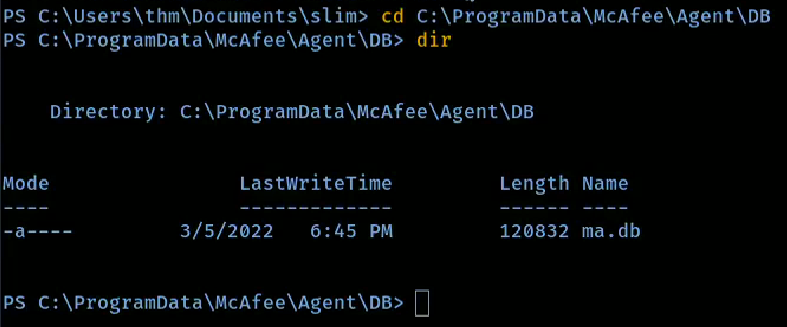 PS C:\Users\thm\Documents\slim> cd C:\ProgramData\McAfee\Agent\DB
PS C:\ProgramData\McAfee\Agent\DB> dir
Directory: C:\ProgramData\McAfee\Agent\DB
Mode                LastWriteTime         Length Name
----                -------------         ------ ----
-a----         3/5/2022   6:45 PM         120832 ma.db
PS C:\ProgramData\McAfee\Agent\DB>